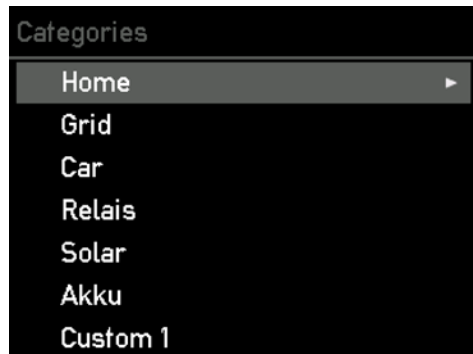 Categories
Home
Grid
Car
Relais
Solar
Akku
Custom 1